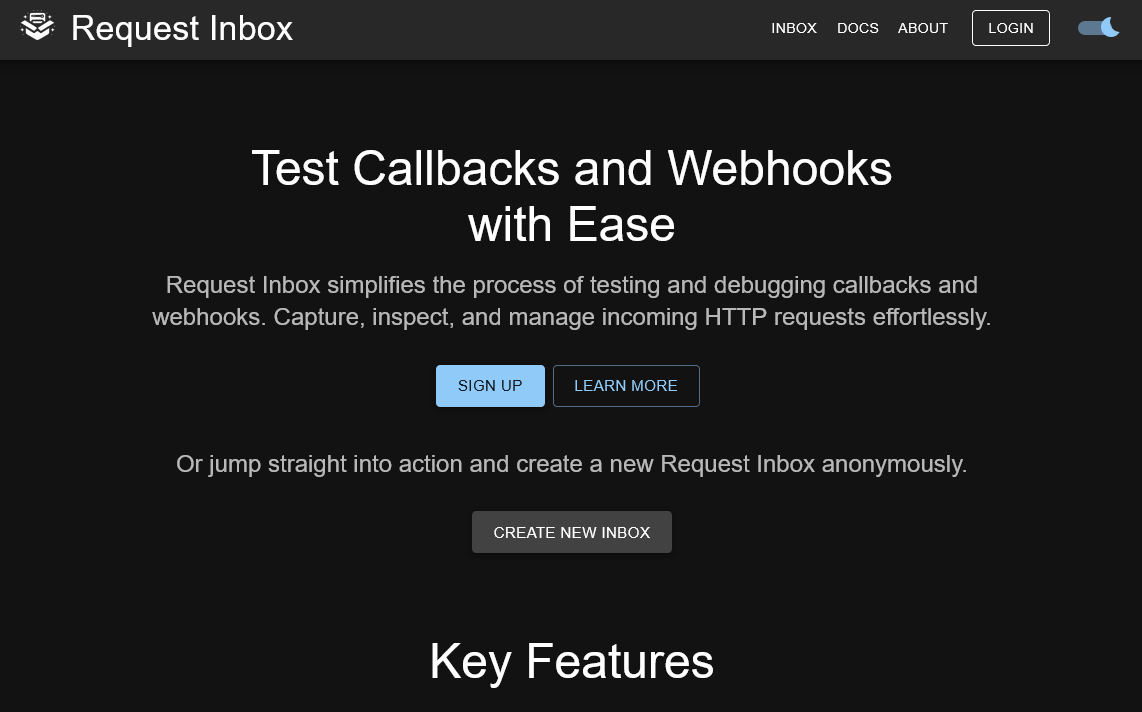 Request Inbox
INBOX
DOCS
ABOUT
LOGIN
Test Callbacks and Webhooks
with Ease
Request Inbox simplifies the process of testing and debugging callbacks and
webhooks. Capture, inspect, and manage incoming HTTP requests effortlessly.
SIGN UP
LEARN MORE
Or jump straight into action and create a new Request Inbox anonymously.
CREATE NEW INBOX
Key Features